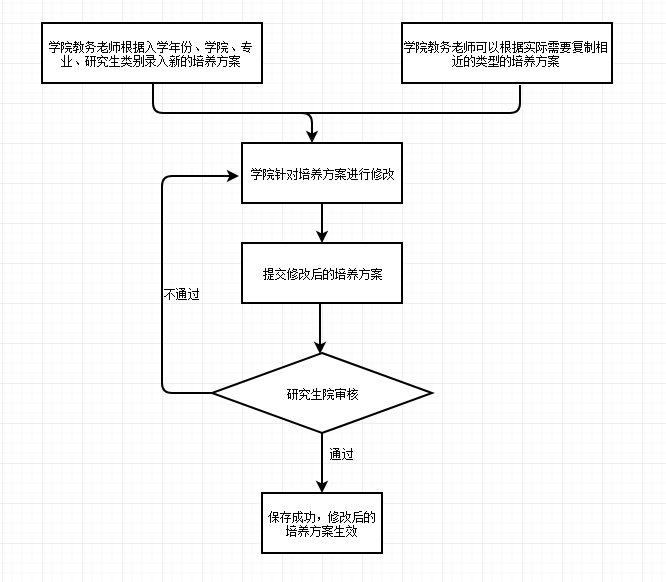 学院教务老师根据入学年份、学院、专
业、研究生类别录入新的培养方案
学院教务老师可以根据实际需要复制相
近的类型的培养方案
学院针对培养方案进行修改
提交修改后的培养方案
不通过
研究生院审核
通过
保存成功，修改后的
培养方案生效